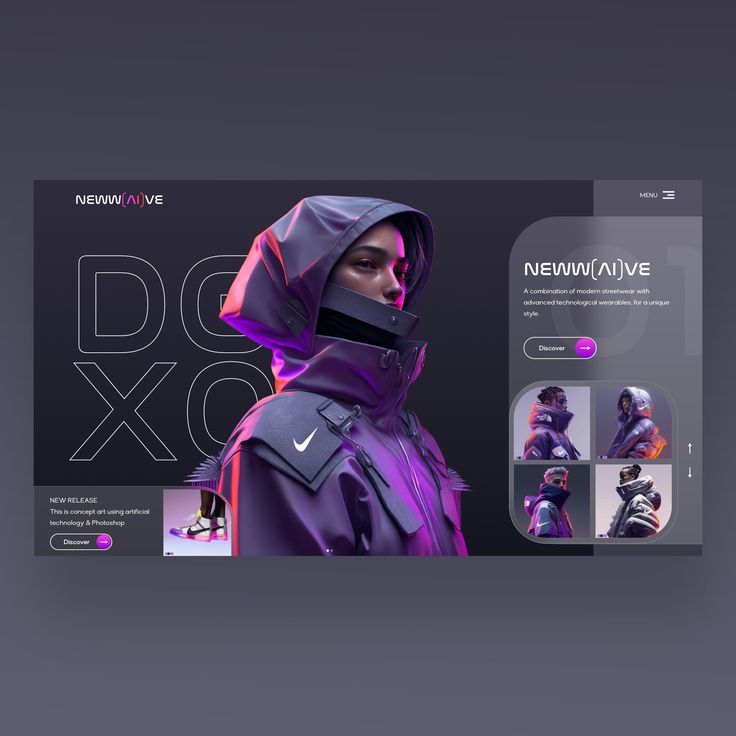 NEWW(AI)VE
MENU
DG
XO
01
NEWW(AI)VE
A combination of modern streetwear with
advanced technological wearables, for a unique
style.
Discover
NEW RELEASE
This is concept art using artificial
technology & Photoshop
Discover